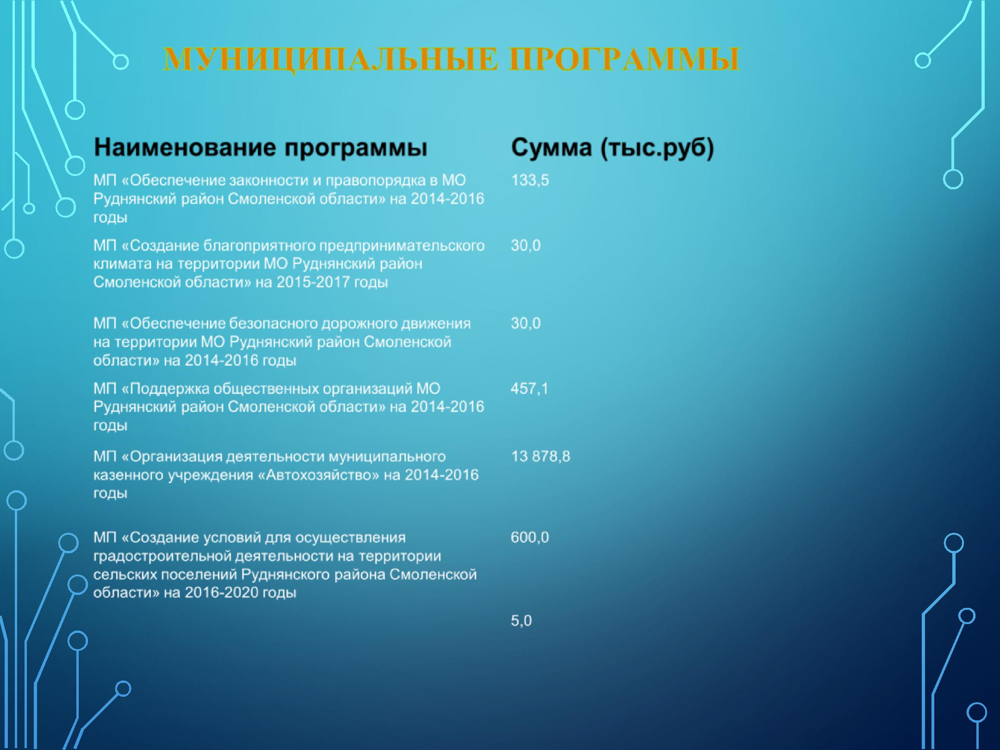 МУНИЦИПАЛЬНЫЕ ПРОГРАММЫ
Наименование программы Сумма (тыс.руб)
МП «Обеспечение законности и правопорядка в МО 133,5
Руднянский район Смоленской области» на 2014-2016
годы
МП «Создание благоприятного предпринимательского 30,0
климата на территории МО Руднянский район
Смоленской области» на 2015-2017 годы
МП «Обеспечение безопасного дорожного движения 30,0
на территории МО Руднянский район Смоленской
области» на 2014-2016 годы
МП «Поддержка общественных организаций МО 457,1
Руднянский район Смоленской области» на 2014-2016
годы
МП «Организация деятельности муниципального 13 878,8
казенного учреждения «Автохозяйство» на 2014-2016
годы
МП «Создание условий для осуществления 600,0
градостроительной деятельности на территории
сельских поселений Руднянского района Смоленской
области» на 2016-2020 годы
5,0